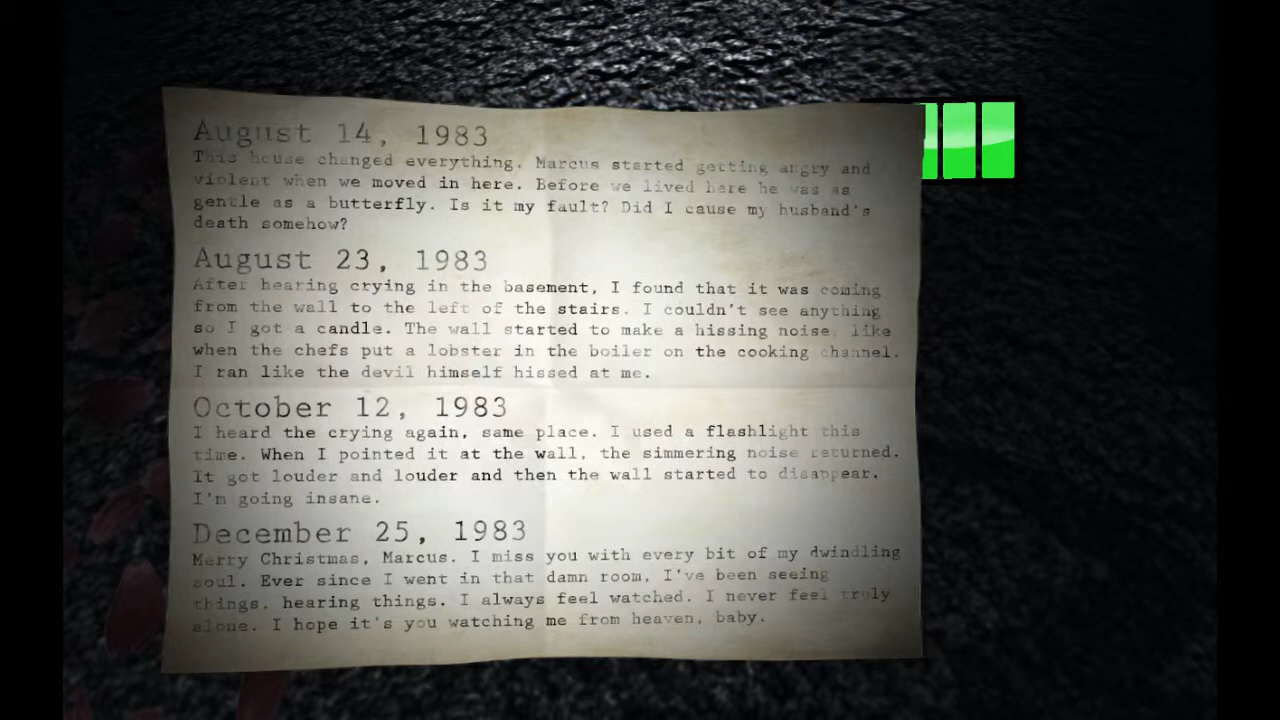 August 14, 1983
This house changed everything. Marcus started getting angry and
violent when we moved in here. Before we lived here he was as
gentle as a butterfly. Is it my fault? Did I cause my husband's
death somehow?
August 23, 1983
After hearing crying in the basement, I found that it was coming
from the wall to the left of the stairs. I couldn't see anything
so I got a candle. The wall started to make a hissing noise, like
when the chefs put a lobster in the boiler on the cooking channel.
I ran like the devil himself hissed at me.
October 12, 1983
I heard the crying again, same place. I used a flashlight this
time. When I pointed it at the wall, the simmering noise returned.
It got louder and louder and then the wall started to disappear.
I'm going insane.
December 25, 1983
Merry Christmas, Marcus. I miss you with every bit of my dwindling
soul. Ever since I went in that damn room, I've been seeing
things, hearing things. I always feel watched. I never feel truly
alone. I hope it's you watching me from heaven, baby.